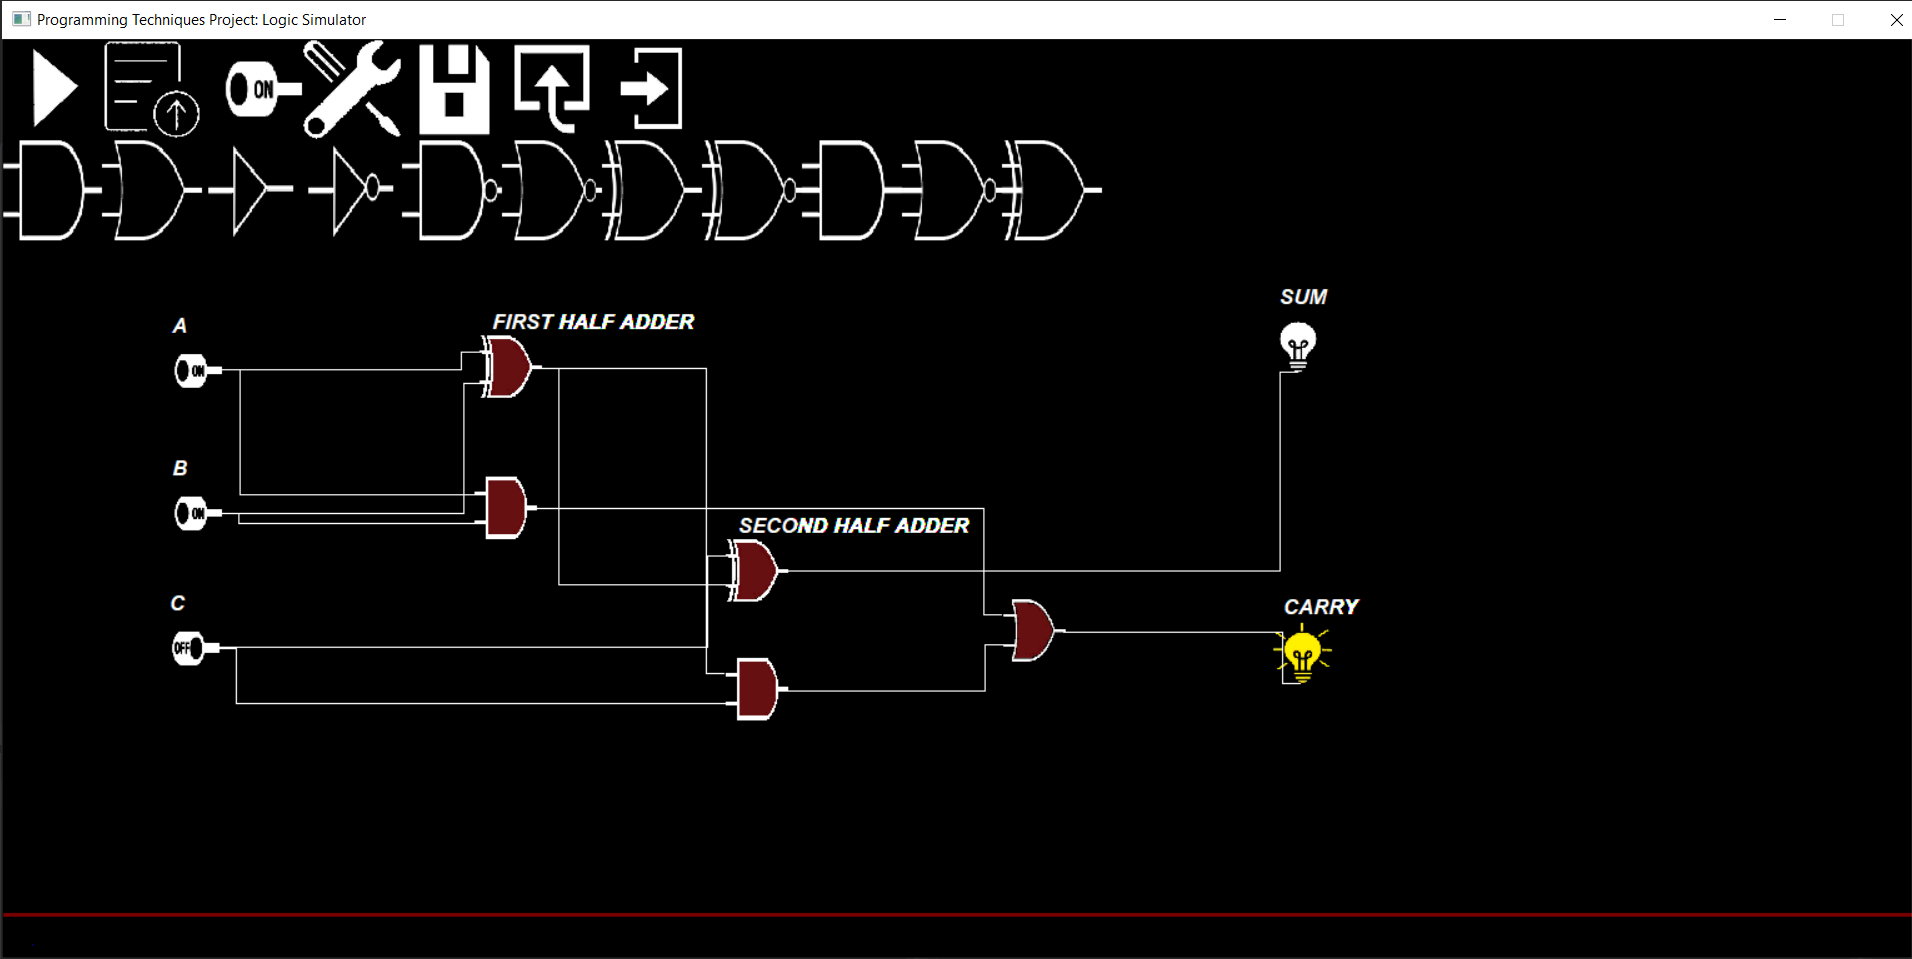 Programming Techniques Project: Logic Simulator
ON
SUM
FIRST HALF ADDER
A
ON
B
ON
SECOND HALF ADDER
C
CARRY
OFF